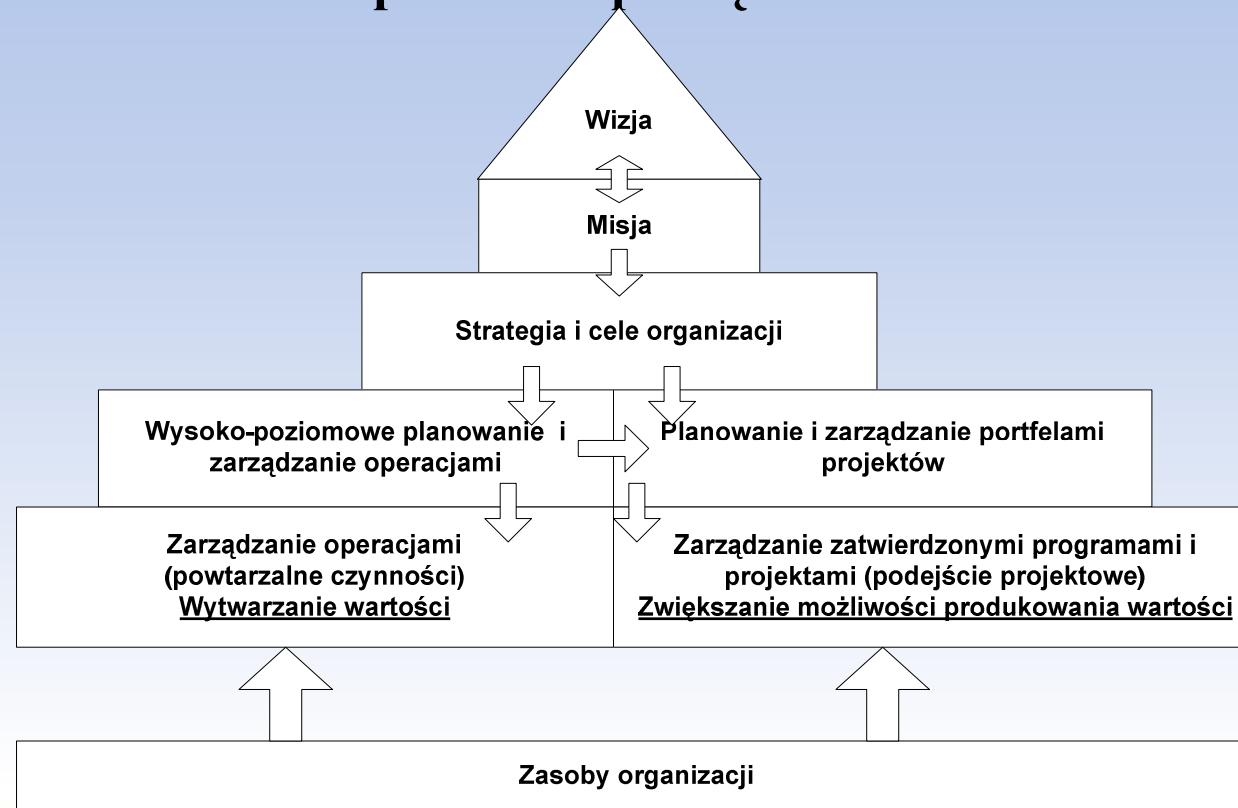 Wizja
Misja
Strategia i cele organizacji
Wysoko-poziomowe planowanie i
zarządzanie operacjami
Planowanie i zarządzanie portfelami
projektów
Zarządzanie operacjami
(powtarzalne czynności)
Wytwarzanie wartości
Zarządzanie zatwierdzonymi programami i
projektami (podejście projektowe)
Zwiększanie możliwości produkowania wartości
Zasoby organizacji